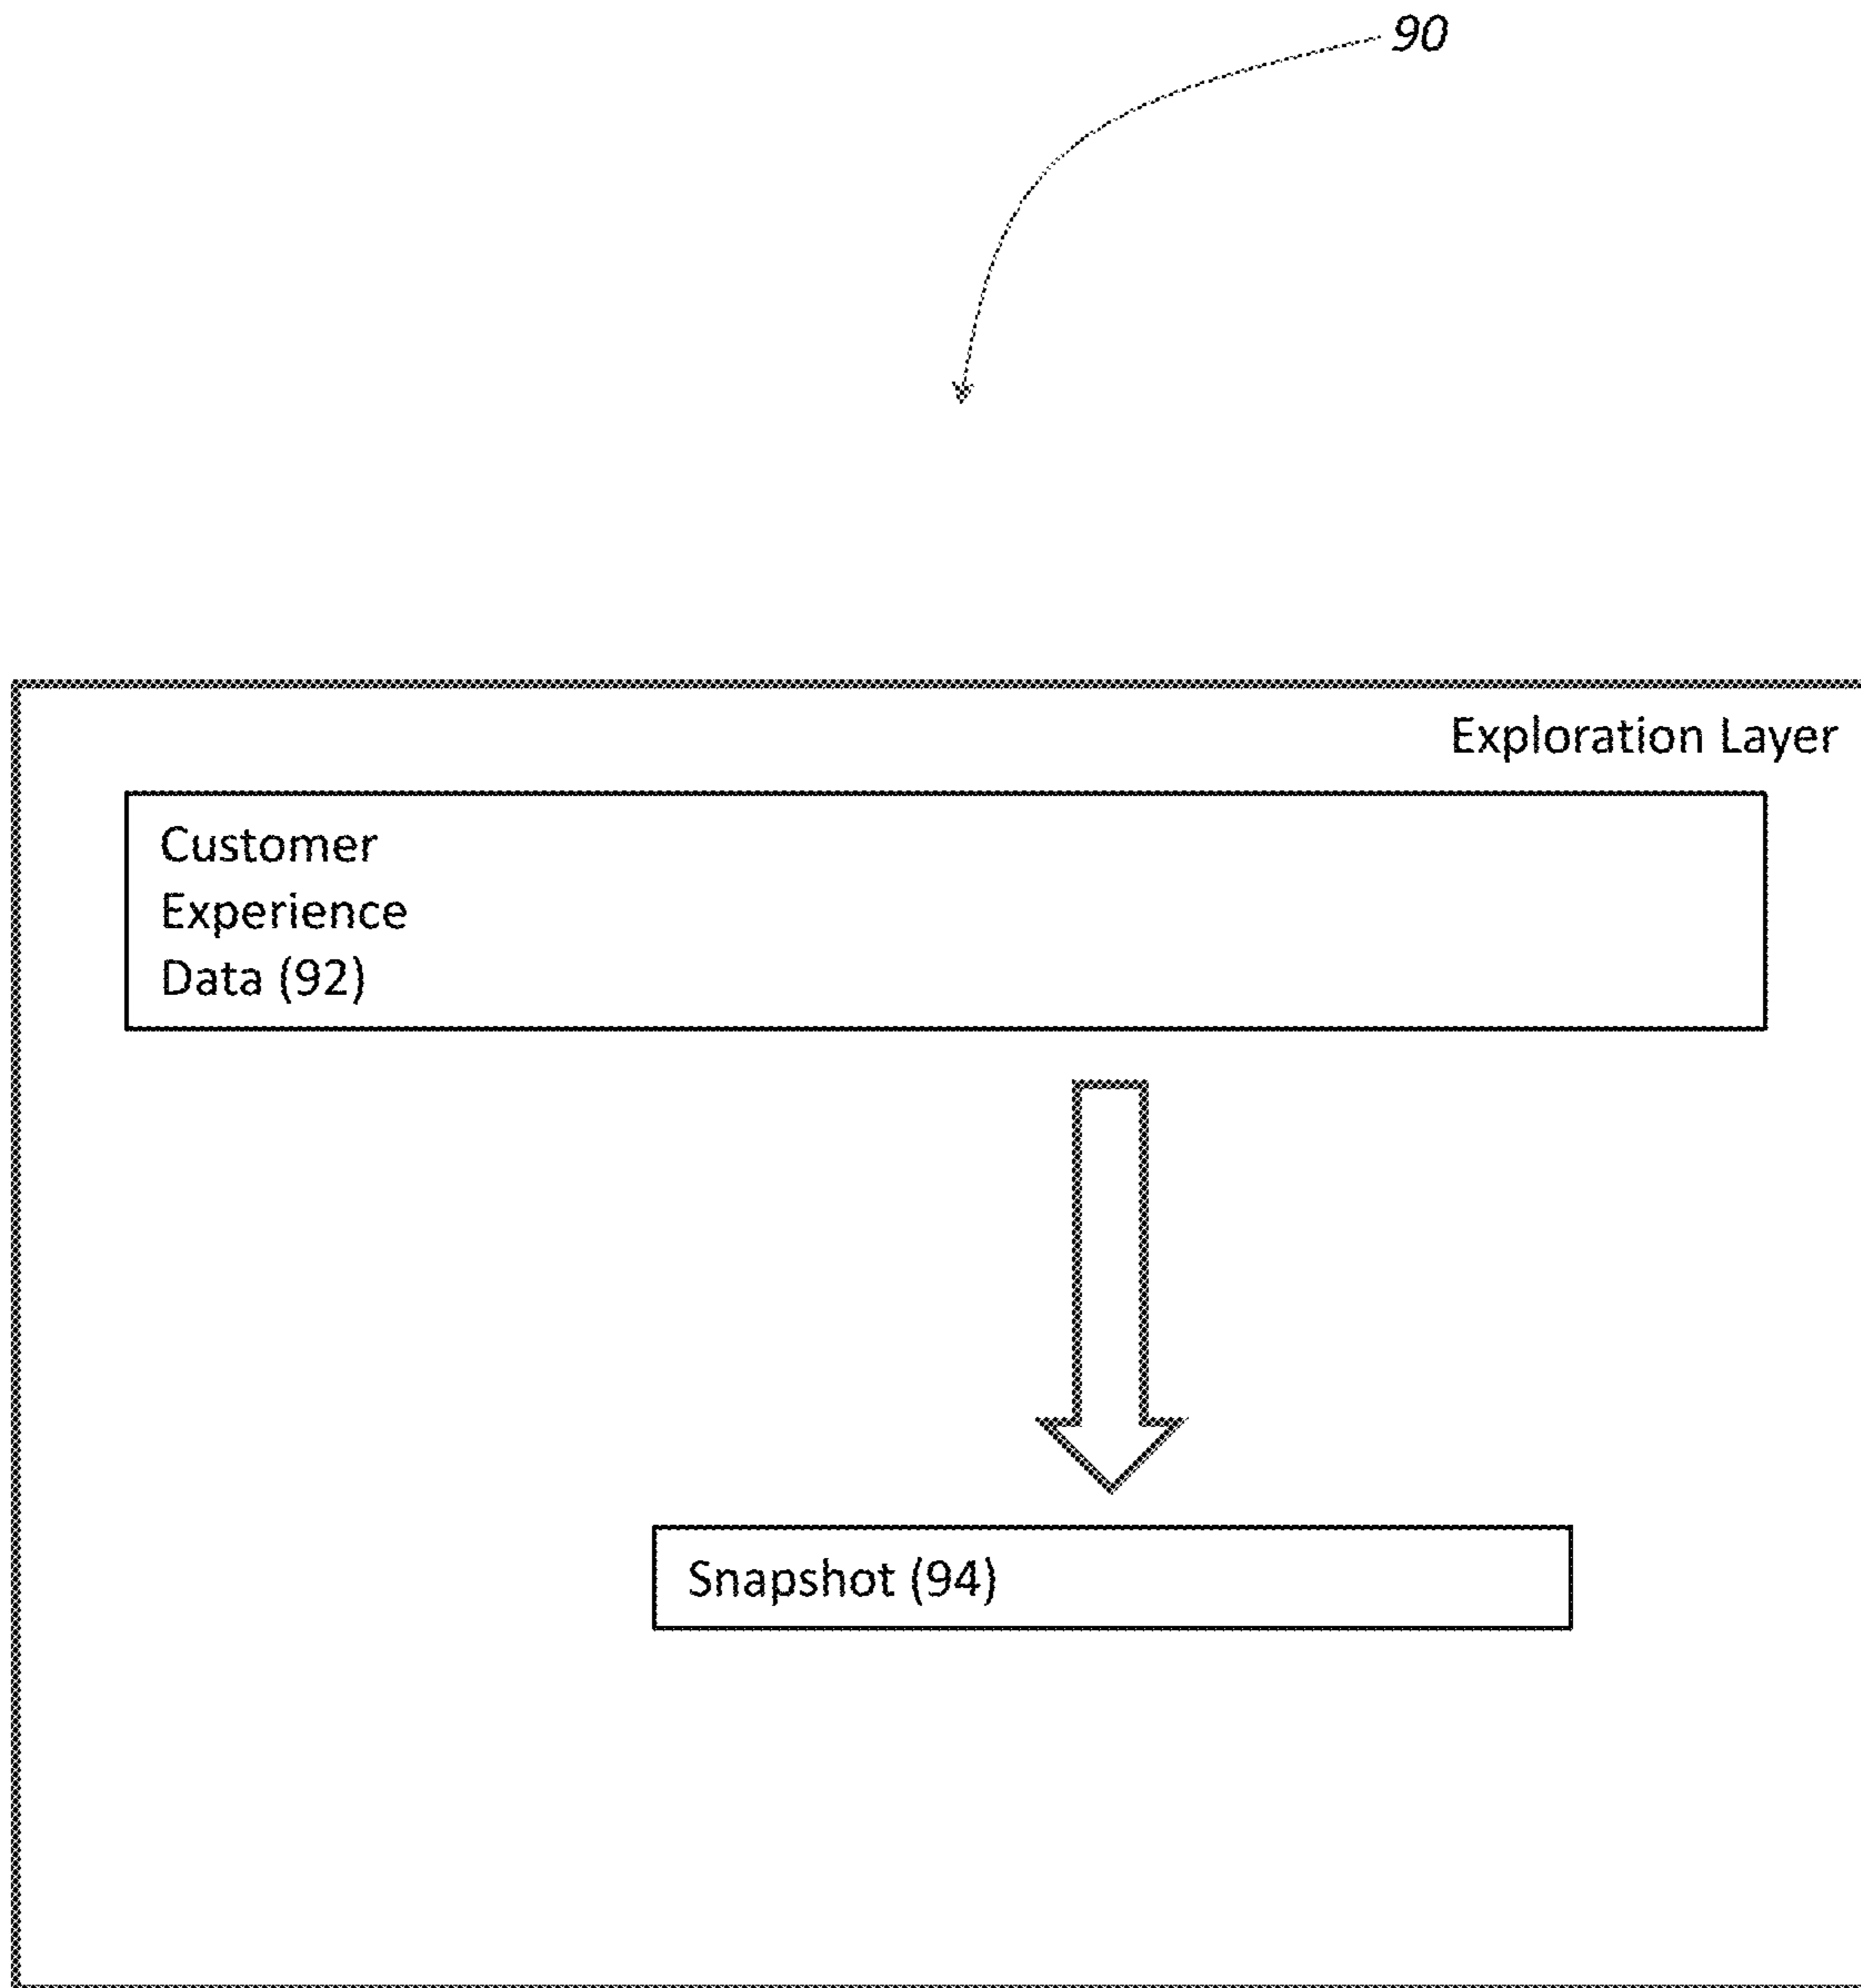 90
Exploration Layer
Customer
Experience
Data (92)
Snapshot (94)